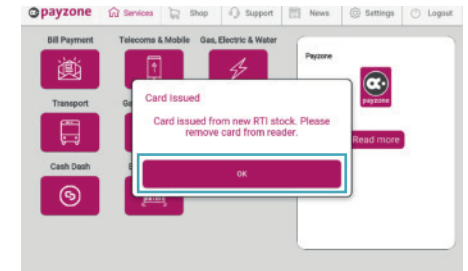 payzone Services Shop Support News Settings Logout
Bill Payment Telecoms & Mobile Gas, Electric & Water
Payzone
payzone
Transport
Card Issued
Card issued from new RTI stock. Please
remove card from reader.
Read more
Cash Dash
OK